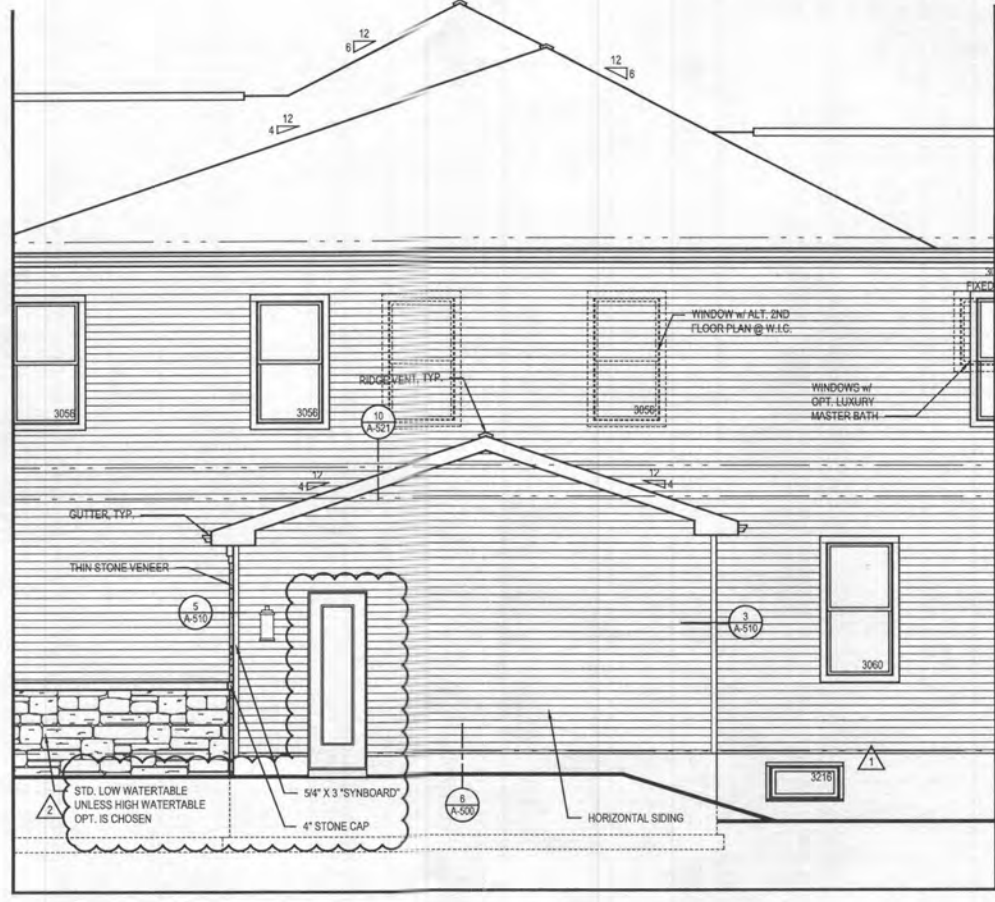 12
6
12
6
12
4
30
FIXED
WINDOW w/ ALT. 2ND
FLOOR PLAN @ W.I.C.
RIDGE VENT, TYP.
WINDOWS w/
OPT. LUXURY
MASTER BATH
3056
3056
3056
10
A-521
12
4
12
4
GUTTER, TYP.
THIN STONE VENEER
5
A-510
3
A-510
3060
1
3216
2
STD. LOW WATERTABLE
UNLESS HIGH WATERTABLE
OPT. IS CHOSEN
5/4" X 3 "SYNBOARD"
4" STONE CAP
6
A-500
HORIZONTAL SIDING